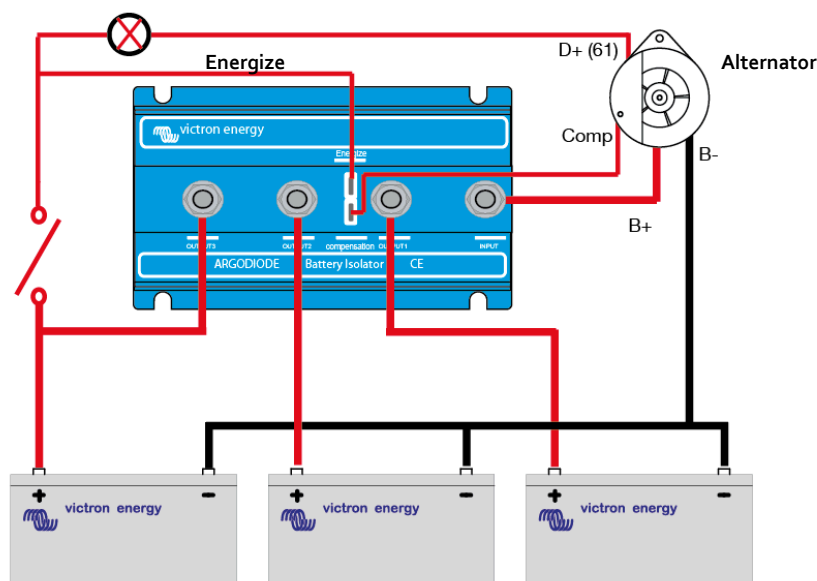 D+ (61)
Energize
Alternator
victron energy
Comp
Energize
B-
B+
OUTPUT3
OUTPUT2
compensation
OUTPUT1
INPUT
ARGODIODE Battery Isolator CE
+
-
+
-
+
-
victron energy
victron energy
victron energy